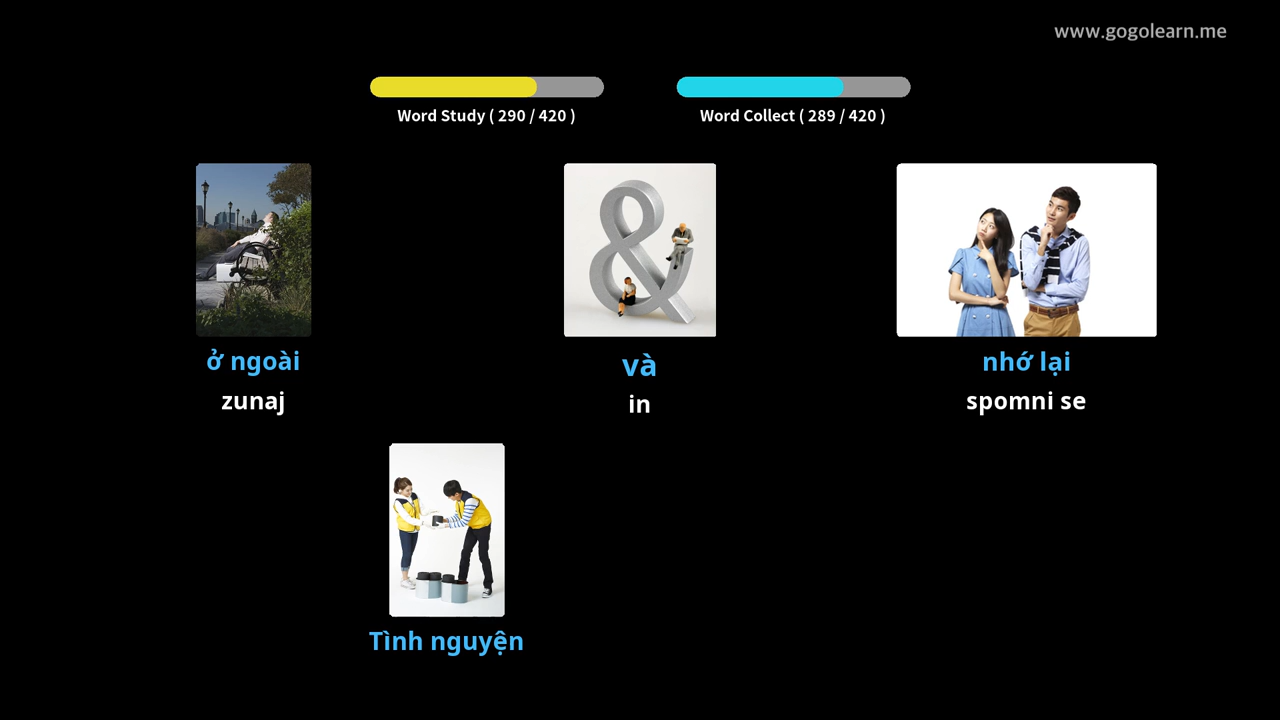 www.gogolearn.me
Word Study ( 290 / 420 )
Word Collect ( 289 / 420 )
ở ngoài
zunaj
và
in
nhớ lại
spomni se
Tình nguyện